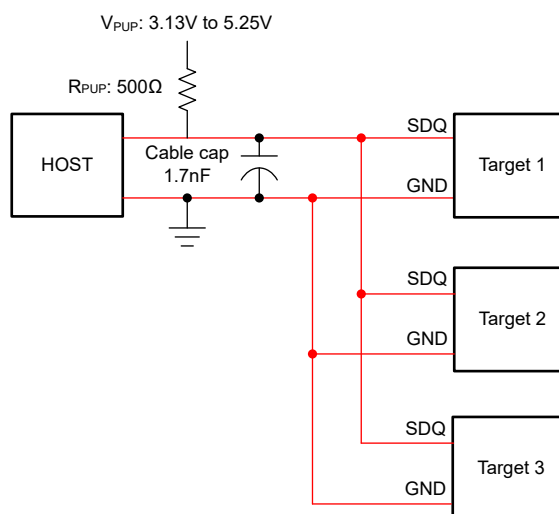 VPUP: 3.13V to 5.25V
RPUP: 500Ω
HOST
Cable cap
1.7nF
SDQ
GND
Target 1
SDQ
GND
Target 2
SDQ
GND
Target 3